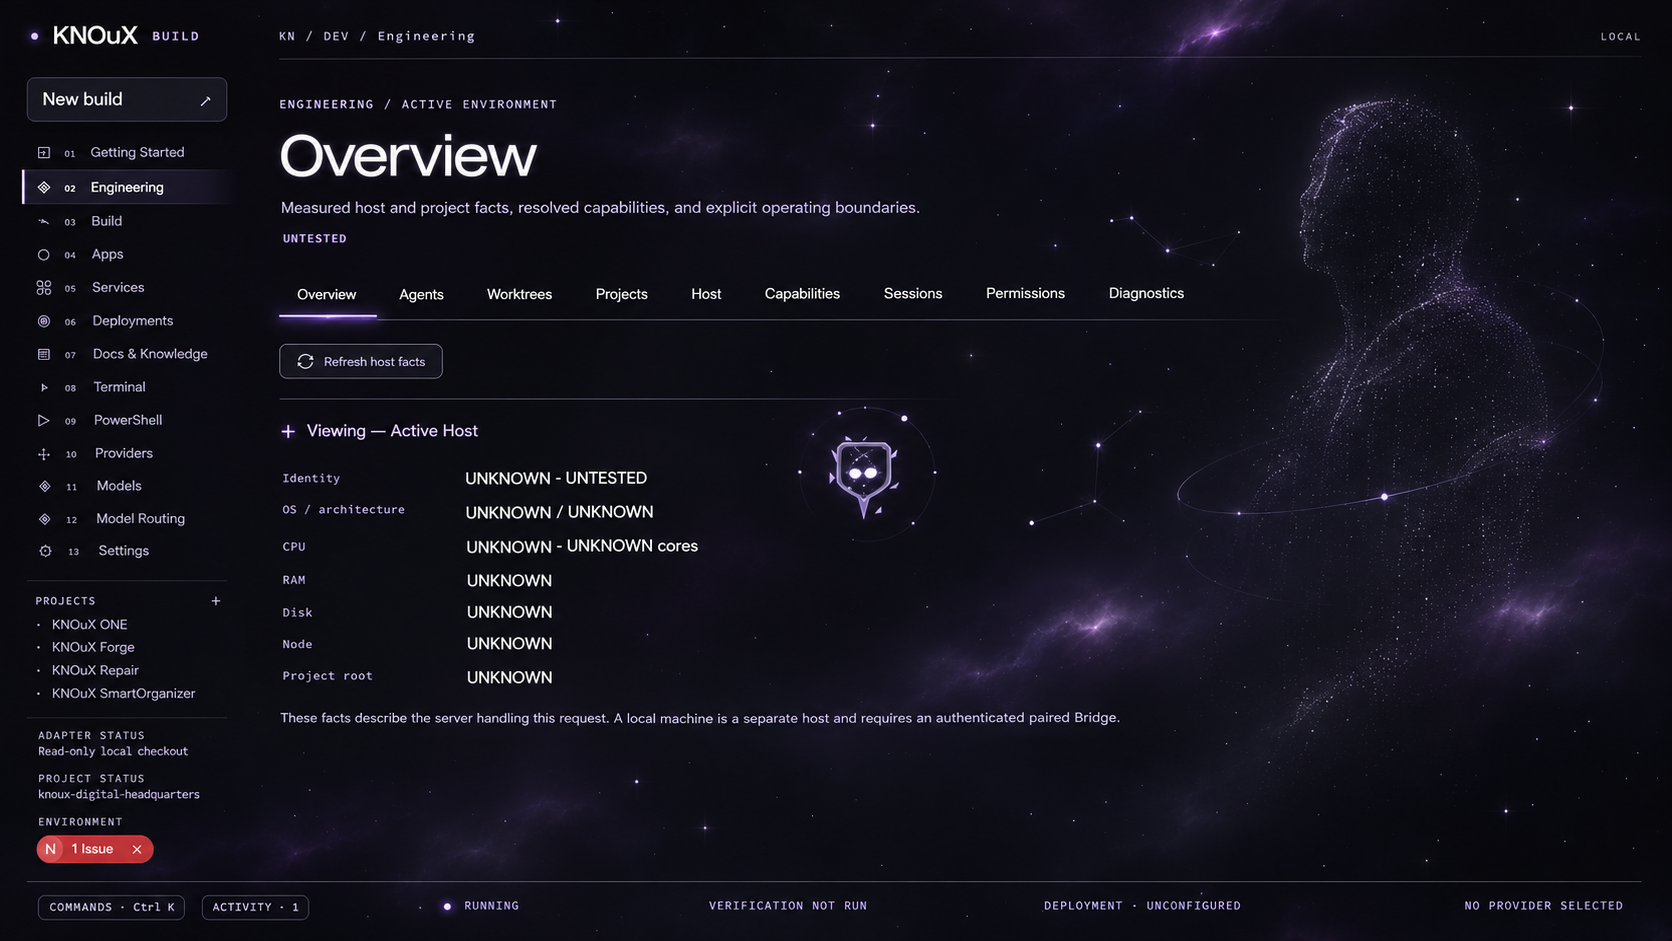 KNOuX BUILD
KN / DEV / Engineering
LOCAL
New build
01 Getting Started
02 Engineering
03 Build
04 Apps
05 Services
06 Deployments
07 Docs & Knowledge
08 Terminal
09 PowerShell
10 Providers
11 Models
12 Model Routing
13 Settings
PROJECTS +
KNOuX ONE
KNOuX Forge
KNOuX Repair
KNOuX SmartOrganizer
ADAPTER STATUS
Read-only local checkout
PROJECT STATUS
knoux-digital-headquarters
ENVIRONMENT
N 1 Issue ×
ENGINEERING / ACTIVE ENVIRONMENT
Overview
Measured host and project facts, resolved capabilities, and explicit operating boundaries.
UNTESTED
Overview Agents Worktrees Projects Host Capabilities Sessions Permissions Diagnostics
Refresh host facts
+ Viewing — Active Host
Identity UNKNOWN - UNTESTED
OS / architecture UNKNOWN / UNKNOWN
CPU UNKNOWN - UNKNOWN cores
RAM UNKNOWN
Disk UNKNOWN
Node UNKNOWN
Project root UNKNOWN
These facts describe the server handling this request. A local machine is a separate host and requires an authenticated paired Bridge.
COMMANDS · Ctrl K ACTIVITY · 1 RUNNING VERIFICATION NOT RUN DEPLOYMENT · UNCONFIGURED NO PROVIDER SELECTED